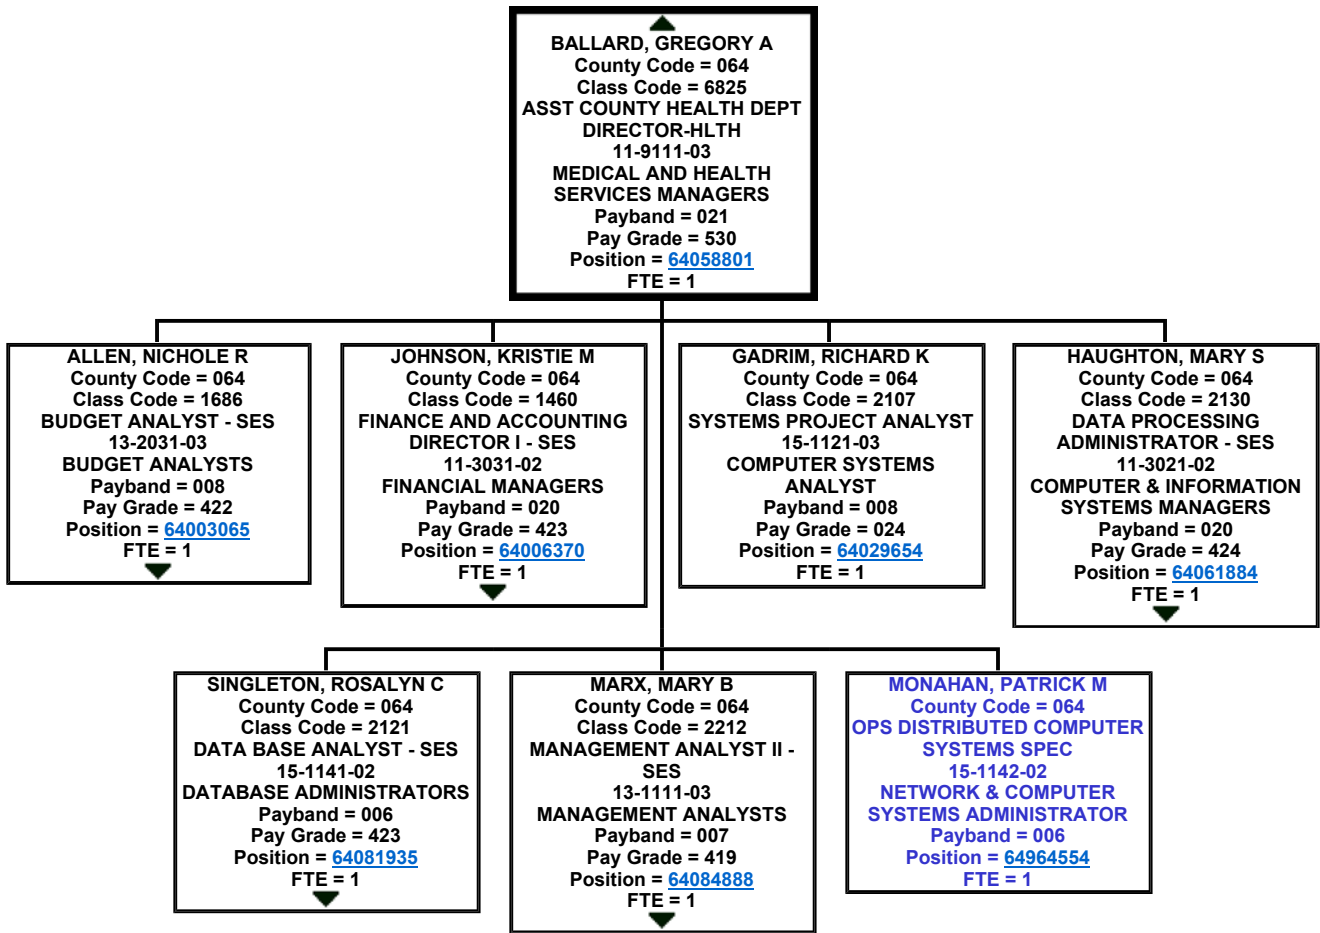 BALLARD, GREGORY A
County Code = 064
Class Code = 6825
ASST COUNTY HEALTH DEPT
DIRECTOR-HLTH
11-9111-03
MEDICAL AND HEALTH
SERVICES MANAGERS
Payband = 021
Pay Grade = 530
Position = 64058801
FTE = 1
ALLEN, NICHOLE R
County Code = 064
Class Code = 1686
BUDGET ANALYST - SES
13-2031-03
BUDGET ANALYSTS
Payband = 008
Pay Grade = 422
Position = 64003065
FTE = 1
JOHNSON, KRISTIE M
County Code = 064
Class Code = 1460
FINANCE AND ACCOUNTING
DIRECTOR I - SES
11-3031-02
FINANCIAL MANAGERS
Payband = 020
Pay Grade = 423
Position = 64006370
FTE = 1
GADRIM, RICHARD K
County Code = 064
Class Code = 2107
SYSTEMS PROJECT ANALYST
15-1121-03
COMPUTER SYSTEMS
ANALYST
Payband = 008
Pay Grade = 024
Position = 64029654
FTE = 1
HAUGHTON, MARY S
County Code = 064
Class Code = 2130
DATA PROCESSING
ADMINISTRATOR - SES
11-3021-02
COMPUTER & INFORMATION
SYSTEMS MANAGERS
Payband = 020
Pay Grade = 424
Position = 64061884
FTE = 1
SINGLETON, ROSALYN C
County Code = 064
Class Code = 2121
DATA BASE ANALYST - SES
15-1141-02
DATABASE ADMINISTRATORS
Payband = 006
Pay Grade = 423
Position = 64081935
FTE = 1
MARX, MARY B
County Code = 064
Class Code = 2212
MANAGEMENT ANALYST II -
SES
13-1111-03
MANAGEMENT ANALYSTS
Payband = 007
Pay Grade = 419
Position = 64084888
FTE = 1
MONAHAN, PATRICK M
County Code = 064
OPS DISTRIBUTED COMPUTER
SYSTEMS SPEC
15-1142-02
NETWORK & COMPUTER
SYSTEMS ADMINISTRATOR
Payband = 006
Position = 64964554
FTE = 1